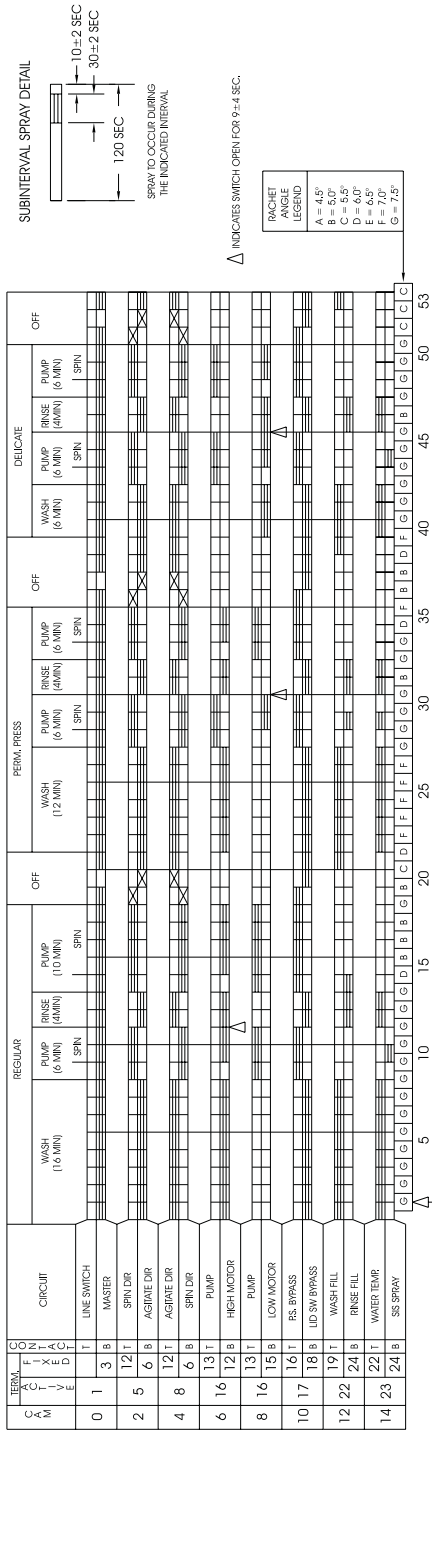 SUBINTERVAL SPRAY DETAIL
10±2 SEC
30±2 SEC
120 SEC
SPRAY TO OCCUR DURING
THE INDICATED INTERVAL
INDICATES SWITCH OPEN FOR 9±4 SEC.
RACHET
ANGLE
LEGEND
A = 4.5°
B = 5.0°
C = 5.5°
D = 6.0°
E = 6.5°
F = 7.0°
G = 7.5°
CAM
TERM.
ACTIVE
FIXED
CONTACT
CIRCUIT
REGULAR
OFF
PERM. PRESS
OFF
DELICATE
OFF
WASH
(16 MIN)
PUMP
(6 MIN)
SPIN
RINSE
(4MIN)
PUMP
(10 MIN)
SPIN
WASH
(12 MIN)
PUMP
(6 MIN)
SPIN
RINSE
(4MIN)
PUMP
(6 MIN)
SPIN
WASH
(6 MIN)
PUMP
(6 MIN)
SPIN
RINSE
(4MIN)
PUMP
(6 MIN)
SPIN
0 1 T LINE SWITCH
3 B MASTER
2 5 12 T SPIN DIR
6 B AGITATE DIR
4 8 12 T AGITATE DIR
6 B SPIN DIR
6 16 13 T PUMP
12 B HIGH MOTOR
8 16 13 T PUMP
15 B LOW MOTOR
10 17 16 T P.S. BYPASS
18 B LID SW BYPASS
12 22 19 T WASH FILL
24 B RINSE FILL
14 23 22 T WATER TEMP.
24 B SIS SPRAY
G G G G G G G G G G G G G D B B B G B C D F F F F F G G G G B G G D F B B D F G G G G G G B G G G G C C C
5 10 15 20 25 30 35 40 45 50 53